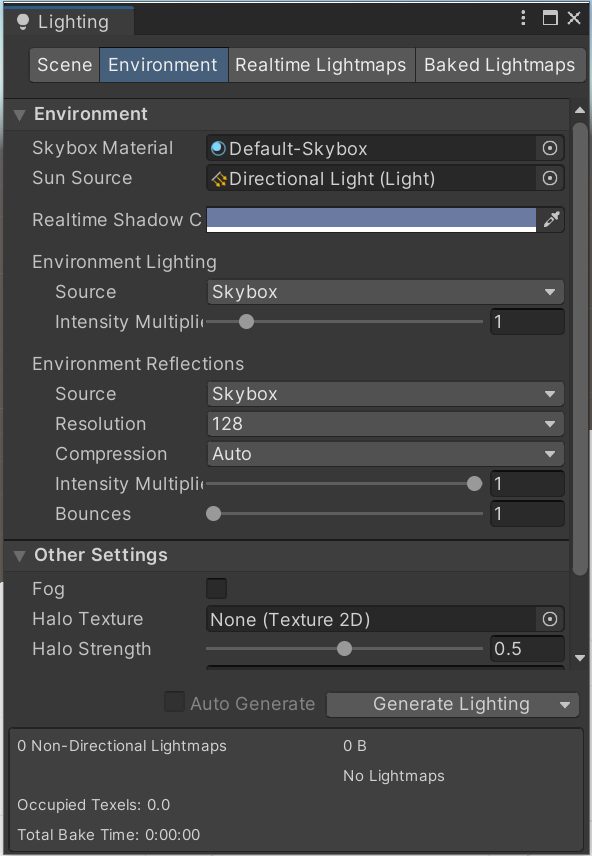 Lighting
Scene Environment Realtime Lightmaps Baked Lightmaps
Environment
Skybox Material Default-Skybox
Sun Source Directional Light (Light)
Realtime Shadow C
Environment Lighting
Source Skybox
Intensity Multipli 1
Environment Reflections
Source Skybox
Resolution 128
Compression Auto
Intensity Multipli 1
Bounces 1
Other Settings
Fog
Halo Texture None (Texture 2D)
Halo Strength 0.5
Auto Generate Generate Lighting
0 Non-Directional Lightmaps 0 B
No Lightmaps
Occupied Texels: 0.0
Total Bake Time: 0:00:00